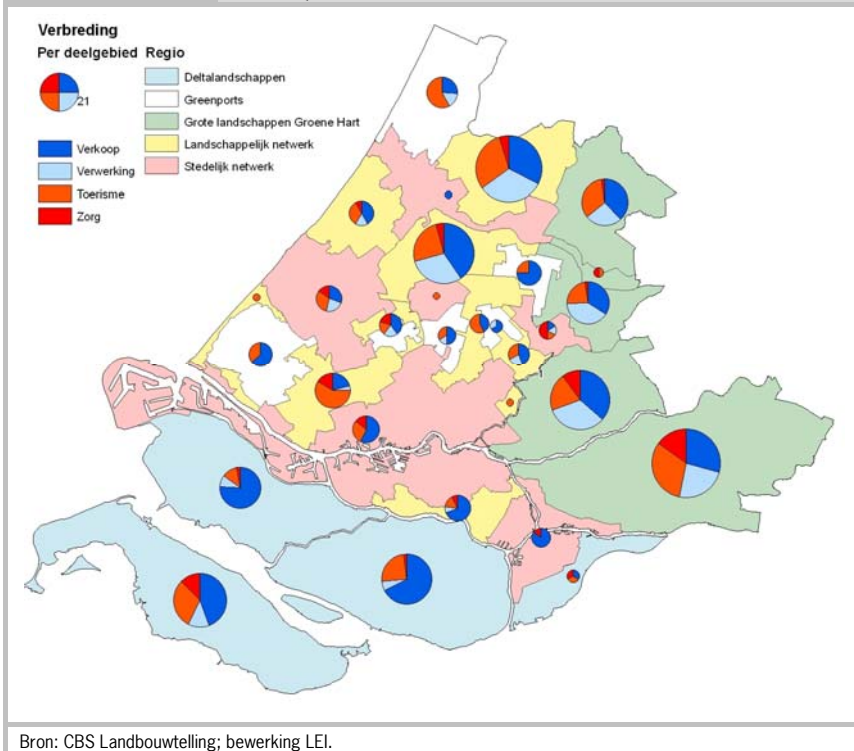 Verbreding
Per deelgebied Regio
21
Deltalandschappen
Greenports
Grote landschappen Groene Hart
Landschappelijk netwerk
Stedelijk netwerk
Verkoop
Verwerking
Toerisme
Zorg
Bron: CBS Landbouwtelling; bewerking LEI.